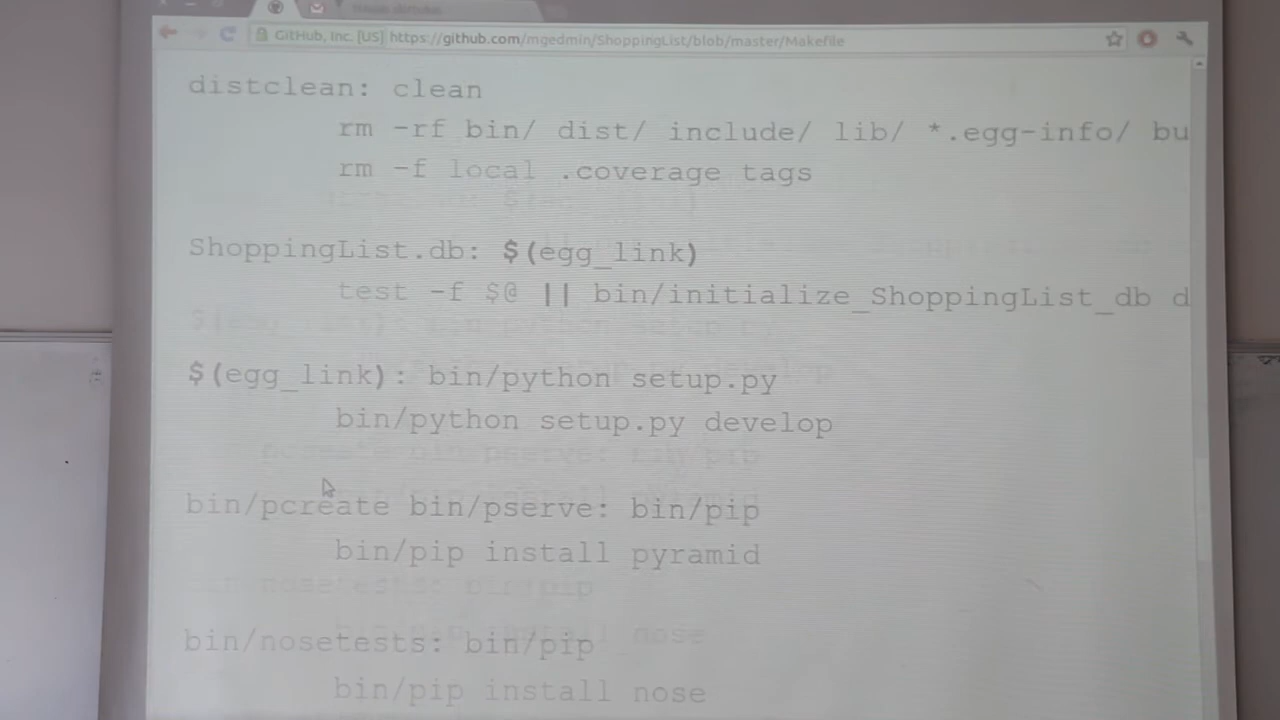 GitHub, Inc. [US] https://github.com/mgedmin/ShoppingList/blob/master/Makefile
distclean: clean
rm -rf bin/ dist/ include/ lib/ *.egg-info/ bu
rm -f local .coverage tags
ShoppingList.db: $(egg_link)
test -f $@ || bin/initialize_ShoppingList_db d
$(egg_link): bin/python setup.py
bin/python setup.py develop
bin/pcreate bin/pserve: bin/pip
bin/pip install pyramid
bin/nosetests: bin/pip
bin/pip install nose